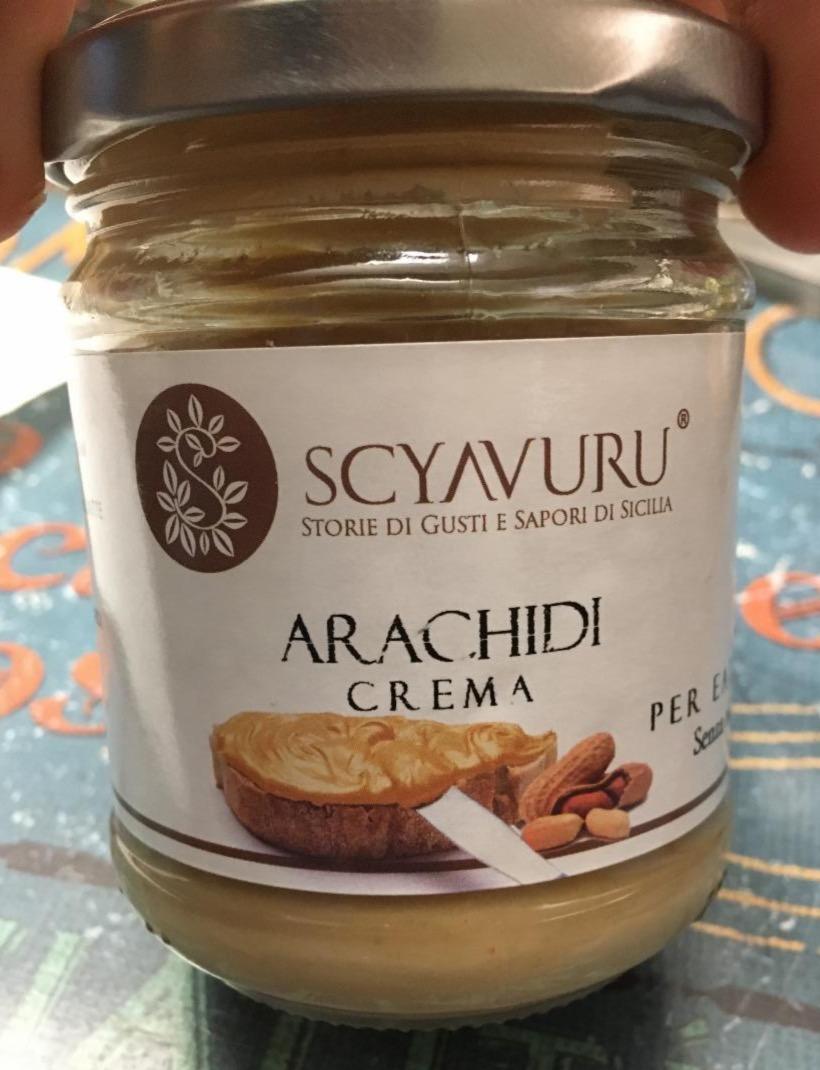 SCYAVURU®
STORIE DI GUSTI E SAPORI DI SICILIA
ARACHIDI
CREMA
PER